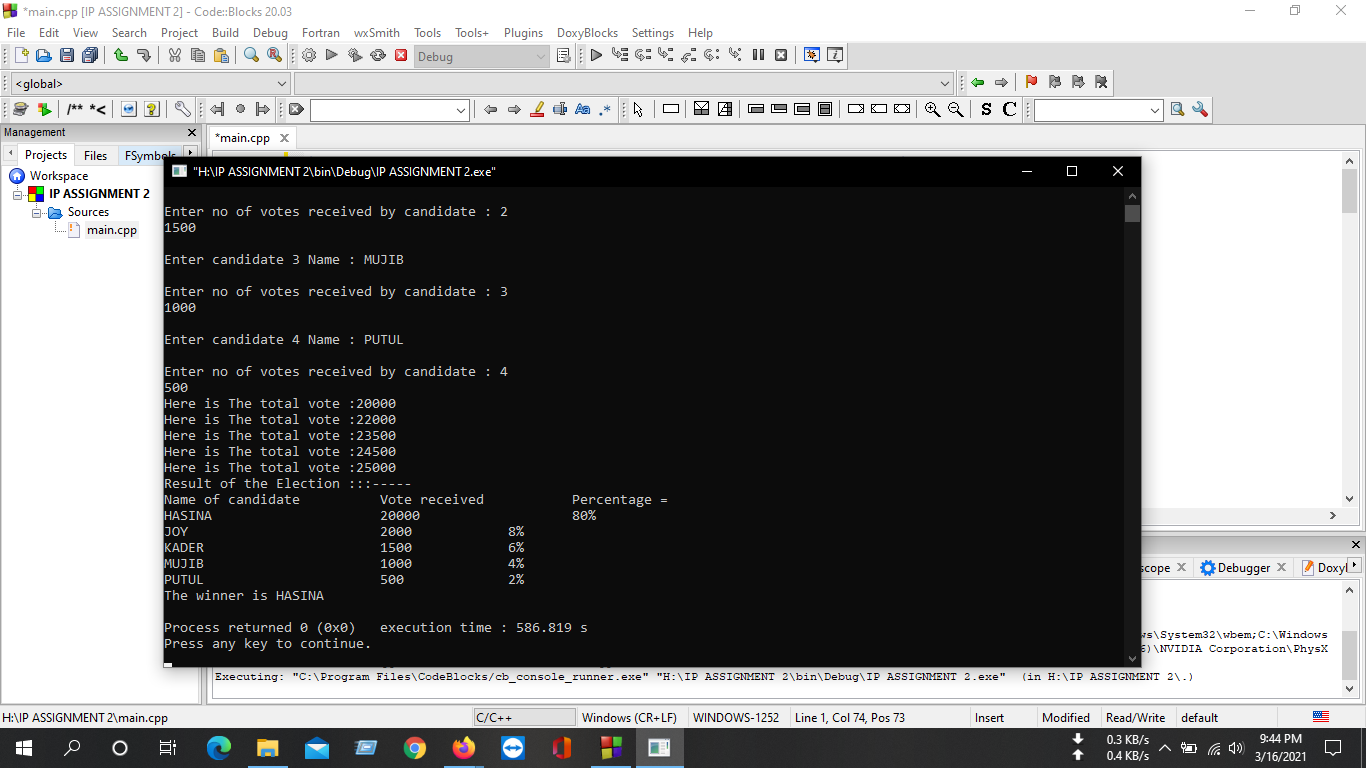 *main.cpp [IP ASSIGNMENT 2] - Code::Blocks 20.03
File Edit View Search Project Build Debug Fortran wxSmith Tools Tools+ Plugins DoxyBlocks Settings Help
Debug
<global>
/** *<
Aa .*
S C
Management
Projects Files FSymbols
*main.cpp
Workspace
IP ASSIGNMENT 2
Sources
main.cpp
"H:\IP ASSIGNMENT 2\bin\Debug\IP ASSIGNMENT 2.exe"
Enter no of votes received by candidate : 2
1500
Enter candidate 3 Name : MUJIB
Enter no of votes received by candidate : 3
1000
Enter candidate 4 Name : PUTUL
Enter no of votes received by candidate : 4
500
Here is The total vote :20000
Here is The total vote :22000
Here is The total vote :23500
Here is The total vote :24500
Here is The total vote :25000
Result of the Election :::-----
Name of candidate Vote received Percentage =
HASINA 20000 80%
JOY 2000 8%
KADER 1500 6%
MUJIB 1000 4%
PUTUL 500 2%
The winner is HASINA
Process returned 0 (0x0) execution time : 586.819 s
Press any key to continue.
scope Debugger Doxyl
ws\System32\wbem;C:\Windows
6)\NVIDIA Corporation\PhysX
Executing: "C:\Program Files\CodeBlocks/cb_console_runner.exe" "H:\IP ASSIGNMENT 2\bin\Debug\IP ASSIGNMENT 2.exe" (in H:\IP ASSIGNMENT 2\.)
H:\IP ASSIGNMENT 2\main.cpp C/C++ Windows (CR+LF) WINDOWS-1252 Line 1, Col 74, Pos 73 Insert Modified Read/Write default
0.3 KB/s
0.4 KB/s
9:44 PM
3/16/2021